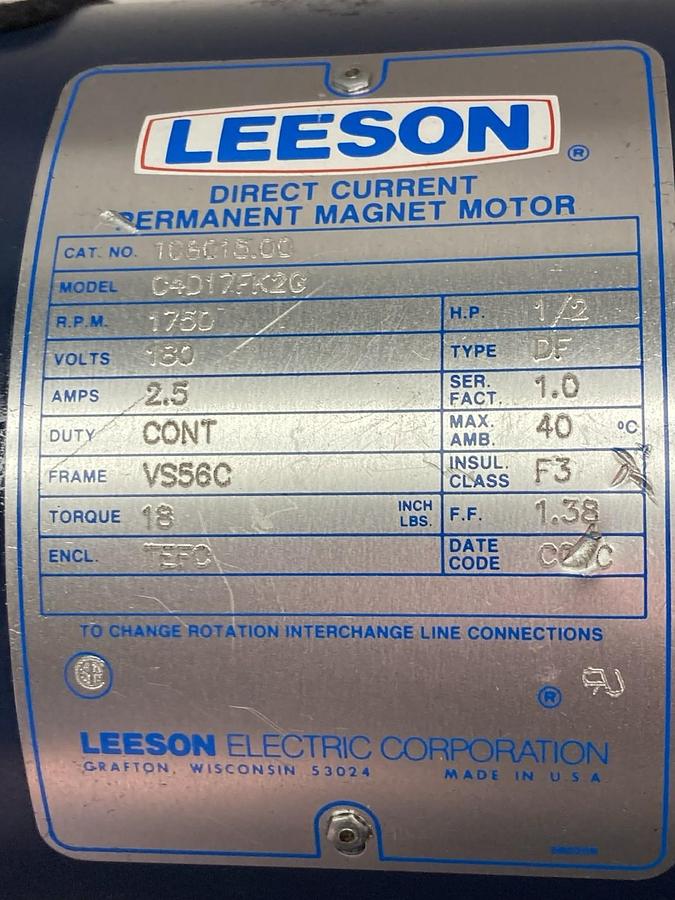 LEESON ®
DIRECT CURRENT
PERMANENT MAGNET MOTOR
CAT. NO. 108015.00
MODEL C4D17FK2G
R.P.M. 1750 H.P. 1/2
VOLTS 180 TYPE DF
AMPS 2.5 SER. FACT. 1.0
DUTY CONT MAX. AMB. 40 °C
FRAME VS56C INSUL. CLASS F3
TORQUE 18 INCH LBS. F.F. 1.38
ENCL. TEFC DATE CODE
TO CHANGE ROTATION INTERCHANGE LINE CONNECTIONS
®
LEESON ELECTRIC CORPORATION
GRAFTON, WISCONSIN 53024 MADE IN U.S.A